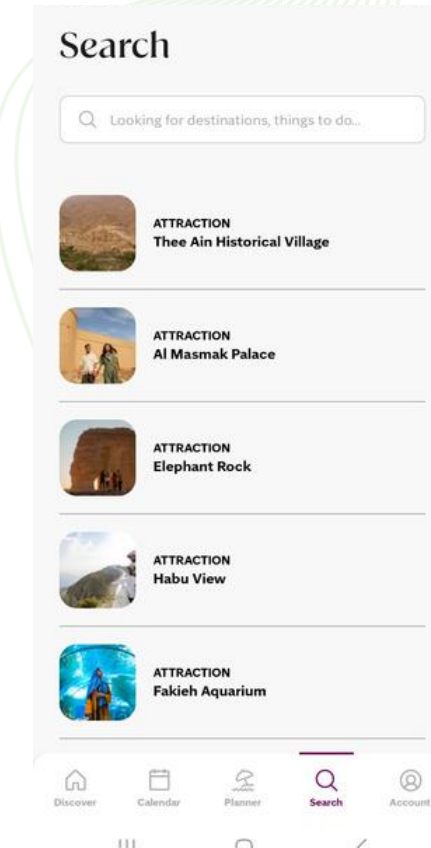 Search
Looking for destinations, things to do...
ATTRACTION
Thee Ain Historical Village
ATTRACTION
Al Masmak Palace
ATTRACTION
Elephant Rock
ATTRACTION
Habu View
ATTRACTION
Fakieh Aquarium
Discover Calendar Planner Search Account